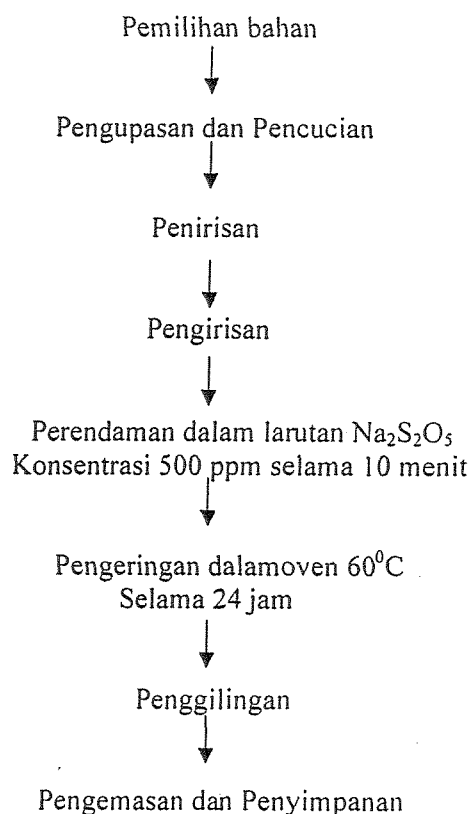 Pemilihan bahan
Pengupasan dan Pencucian
Penirisan
Pengirisan
Perendaman dalam larutan Na₂S₂O₅
Konsentrasi 500 ppm selama 10 menit
Pengeringan dalamoven 60⁰C
Selama 24 jam
Penggilingan
Pengemasan dan Penyimpanan